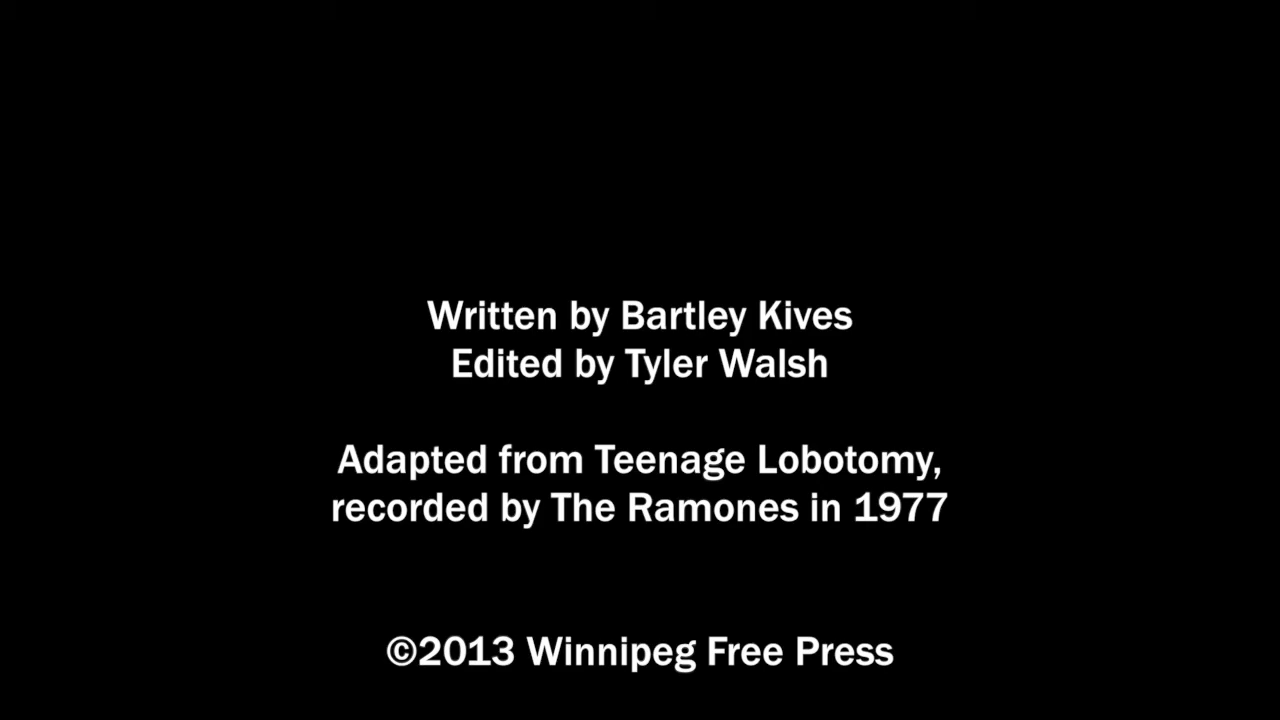 Written by Bartley Kives
Edited by Tyler Walsh
Adapted from Teenage Lobotomy,
recorded by The Ramones in 1977
©2013 Winnipeg Free Press